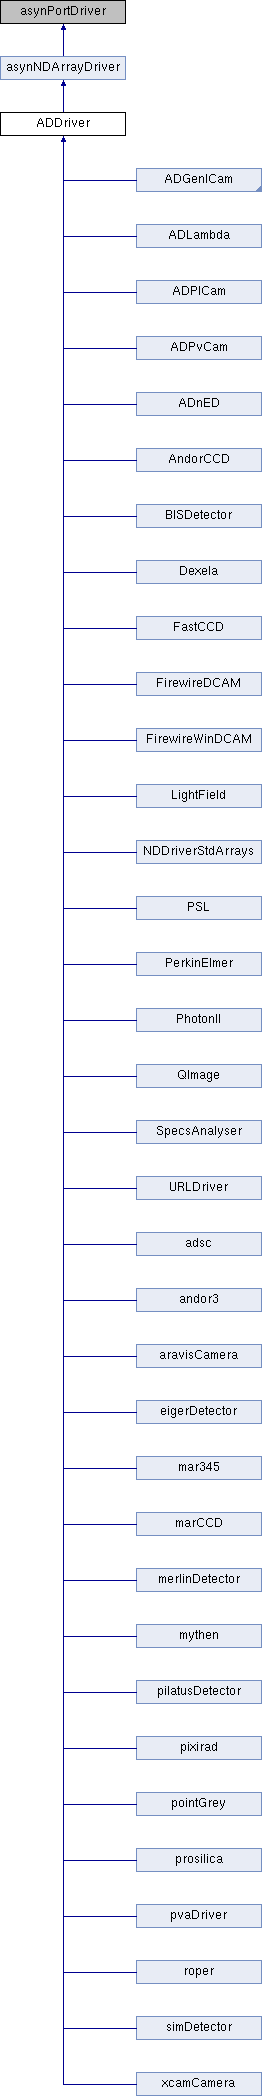 asynPortDriver
asynNDArrayDriver
ADDriver
ADGenICam
ADLambda
ADPICam
ADPvCam
ADnED
AndorCCD
BISDetector
Dexela
FastCCD
FirewireDCAM
FirewireWinDCAM
LightField
NDDriverStdArrays
PSL
PerkinElmer
PhotonII
QImage
SpecsAnalyser
URLDriver
adsc
andor3
aravisCamera
eigerDetector
mar345
marCCD
merlinDetector
mythen
pilatusDetector
pixirad
pointGrey
prosilica
pvaDriver
roper
simDetector
xcamCamera